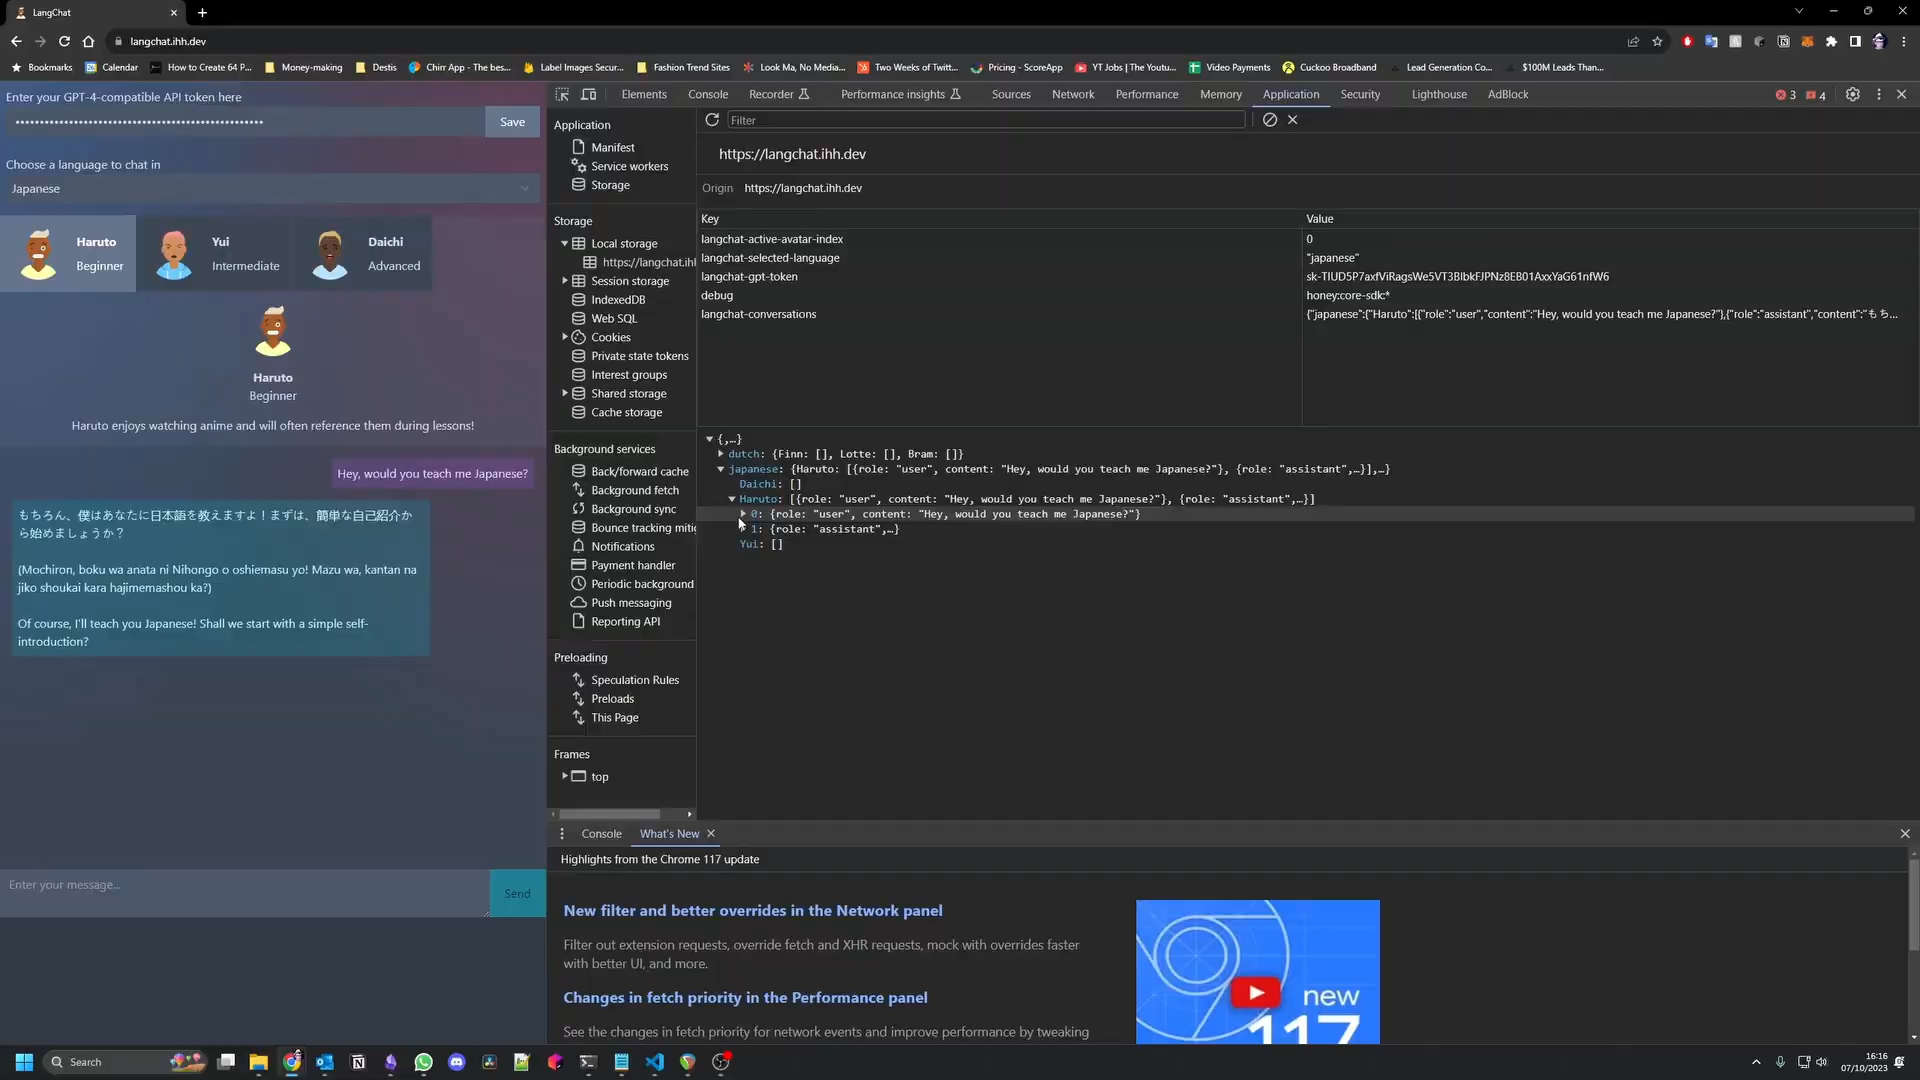 LangChat
langchat.ihh.dev
Bookmarks
Calendar
How to Create 64 P...
Money-making
Destis
Chirr App - The bes...
Label Images Secur...
Fashion Trend Sites
Look Ma, No Media...
Two Weeks of Twitt...
Pricing - ScoreApp
YT Jobs | The Youtu...
Video Payments
Cuckoo Broadband
Lead Generation Co...
$100M Leads Than...
Enter your GPT-4-compatible API token here
Save
Choose a language to chat in
Japanese
Haruto
Beginner
Yui
Intermediate
Daichi
Advanced
Haruto
Beginner
Haruto enjoys watching anime and will often reference them during lessons!
Hey, would you teach me Japanese?
もちろん、僕はあなたに日本語を教えますよ！まずは、簡単な自己紹介か
ら始めましょうか？
(Mochiron, boku wa anata ni Nihongo o oshiemasu yo! Mazu wa, kantan na
jiko shoukai kara hajimemashou ka?)
Of course, I'll teach you Japanese! Shall we start with a simple self-
introduction?
Enter your message...
Send
Elements
Console
Recorder
Performance insights
Sources
Network
Performance
Memory
Application
Security
Lighthouse
AdBlock
3
4
Application
Manifest
Service workers
Storage
Storage
Local storage
https://langchat.ihh
Session storage
IndexedDB
Web SQL
Cookies
Private state tokens
Interest groups
Shared storage
Cache storage
Background services
Back/forward cache
Background fetch
Background sync
Bounce tracking mitig
Notifications
Payment handler
Periodic background
Push messaging
Reporting API
Preloading
Speculation Rules
Preloads
This Page
Frames
top
Filter
https://langchat.ihh.dev
Origin https://langchat.ihh.dev
Key Value
langchat-active-avatar-index 0
langchat-selected-language "japanese"
langchat-gpt-token
debug honey:core-sdk:*
langchat-conversations {"japanese":{"Haruto":[{"role":"user","content":"Hey, would you teach me Japanese?"},{"role":"assistant","content":"もち...
{,…}
dutch: {Finn: [], Lotte: [], Bram: []}
japanese: {Haruto: [{role: "user", content: "Hey, would you teach me Japanese?"}, {role: "assistant",…}],…}
Daichi: []
Haruto: [{role: "user", content: "Hey, would you teach me Japanese?"}, {role: "assistant",…}]
0: {role: "user", content: "Hey, would you teach me Japanese?"}
1: {role: "assistant",…}
Yui: []
Console
What's New
Highlights from the Chrome 117 update
New filter and better overrides in the Network panel
Filter out extension requests, override fetch and XHR requests, mock with overrides faster
with better UI, and more.
Changes in fetch priority in the Performance panel
See the changes in fetch priority for network events and improve performance by tweaking
new
117
Search
16:16
07/10/2023